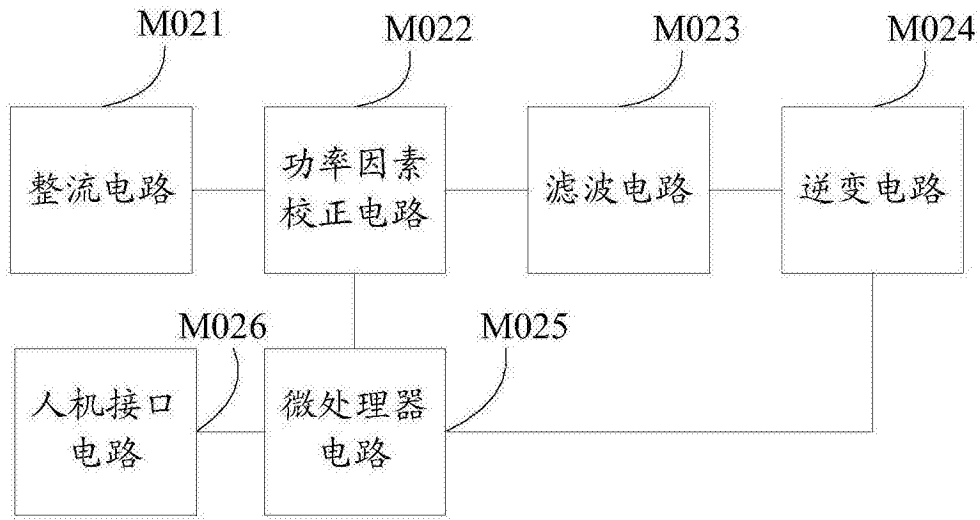 M021
M022
M023
M024
整流电路
功率因素
校正电路
滤波电路
逆变电路
M026
M025
人机接口
电路
微处理器
电路